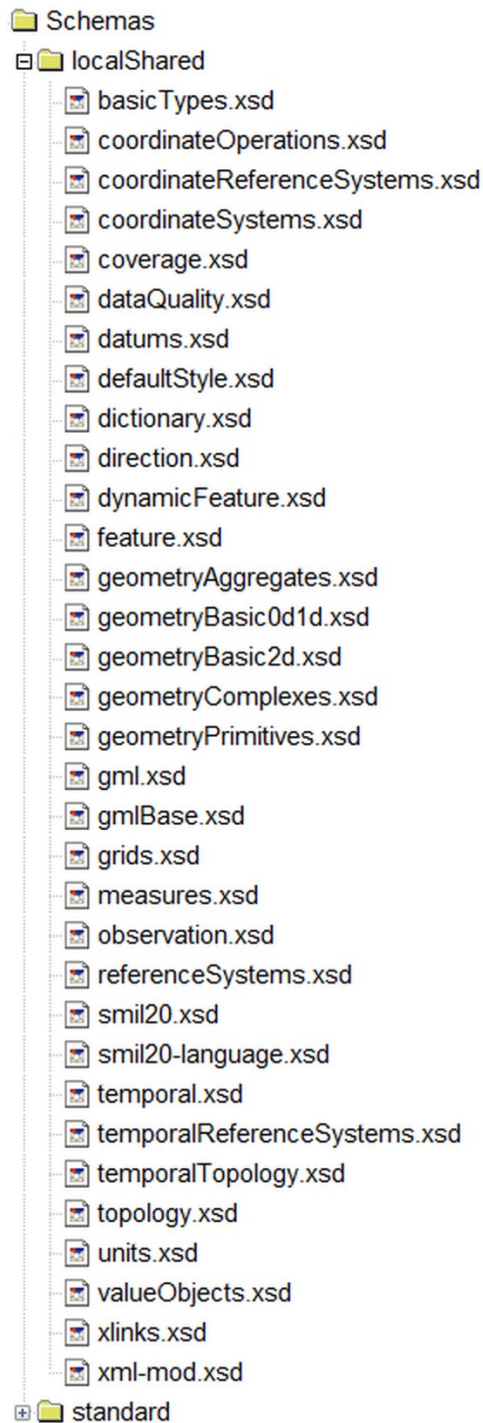 Schemas
localShared
basicTypes.xsd
coordinateOperations.xsd
coordinateReferenceSystems.xsd
coordinateSystems.xsd
coverage.xsd
dataQuality.xsd
datums.xsd
defaultStyle.xsd
dictionary.xsd
direction.xsd
dynamicFeature.xsd
feature.xsd
geometryAggregates.xsd
geometryBasic0d1d.xsd
geometryBasic2d.xsd
geometryComplexes.xsd
geometryPrimitives.xsd
gml.xsd
gmlBase.xsd
grids.xsd
measures.xsd
observation.xsd
referenceSystems.xsd
smil20.xsd
smil20-language.xsd
temporal.xsd
temporalReferenceSystems.xsd
temporalTopology.xsd
topology.xsd
units.xsd
valueObjects.xsd
xlinks.xsd
xml-mod.xsd
standard